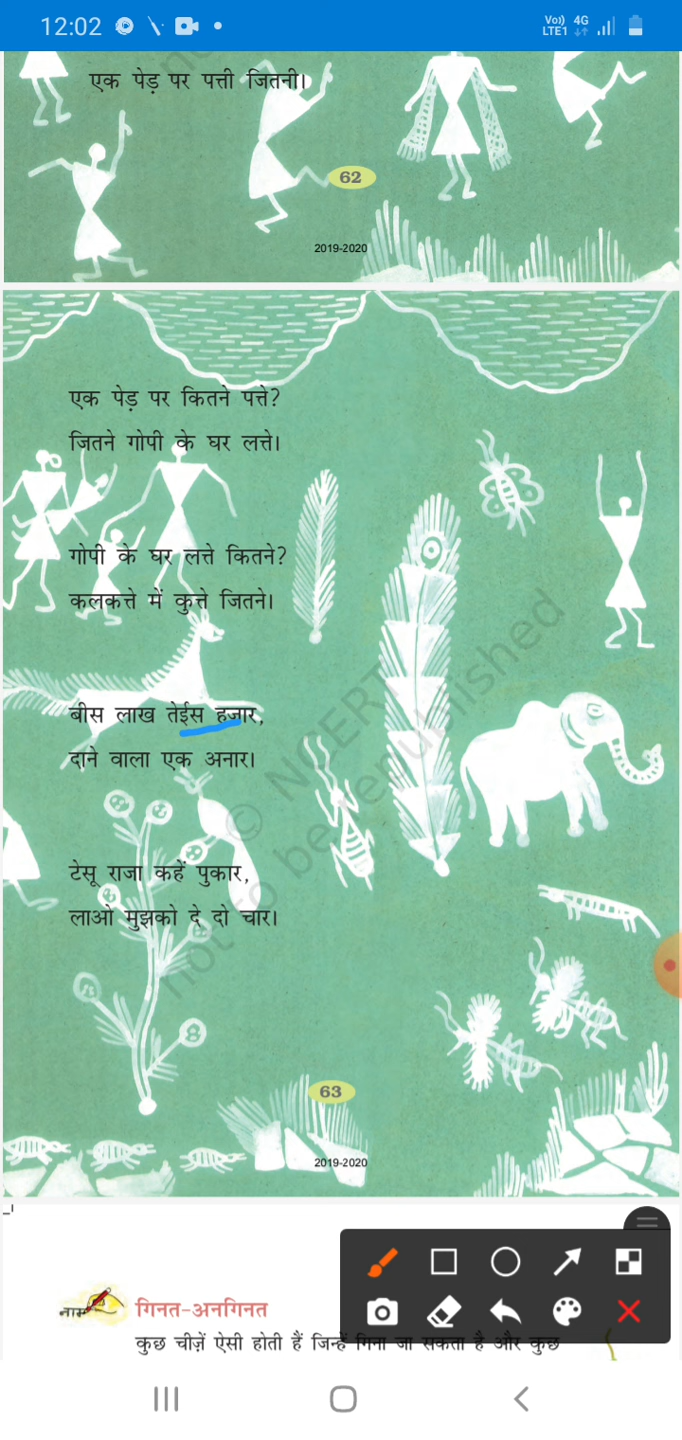 12:02
Vo) 4G
LTE1
एक पेड़ पर पत्ती जितनी।
62
2019-2020
एक पेड़ पर कितने पत्ते?
जितने गोपी के घर लत्ते।
गोपी के घर लत्ते कितने?
कलकत्ते में कुत्ते जितने।
बीस लाख तेईस हजार,
दाने वाला एक अनार।
टेसू राजा कहें पुकार,
लाओ मुझको दे दो चार।
© NCERT
not to be republished
63
2019-2020
गिनत-अनगिनत
कुछ चीज़ें ऐसी होती हैं जिन्हें गिना जा सकता है और कुछ